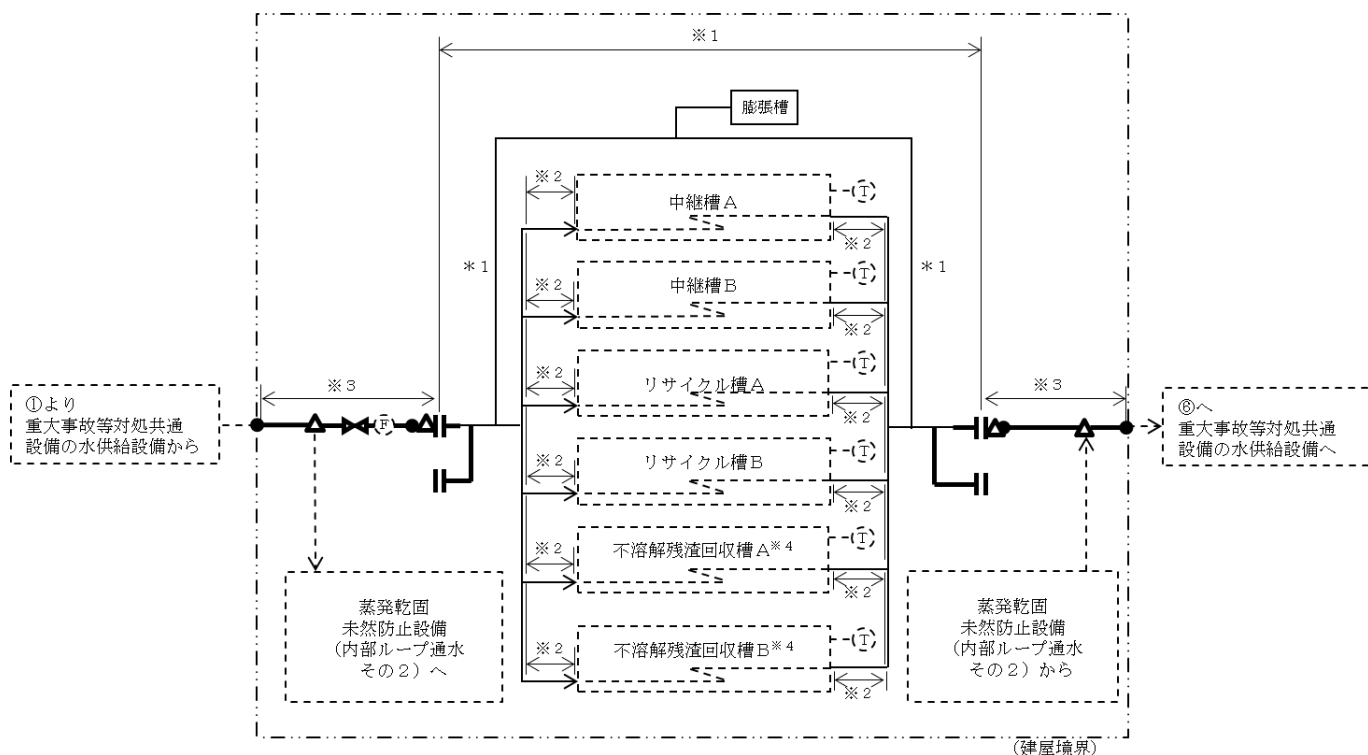 ※1
膨張槽
※2
中継槽A
T
※2
*1
*1
※2
中継槽B
T
※2
※2
リサイクル槽A
T
※2
※3
F
※3
①より
重大事故等対処共通
設備の水供給設備から
⑥へ
重大事故等対処共通
設備の水供給設備へ
※2
リサイクル槽B
T
※2
※2
不溶解残渣回収槽A※4
T
※2
蒸発乾固
未然防止設備
(内部ループ通水
その2)へ
蒸発乾固
未然防止設備
(内部ループ通水
その2)から
※2
不溶解残渣回収槽B※4
T
※2
(建屋境界)